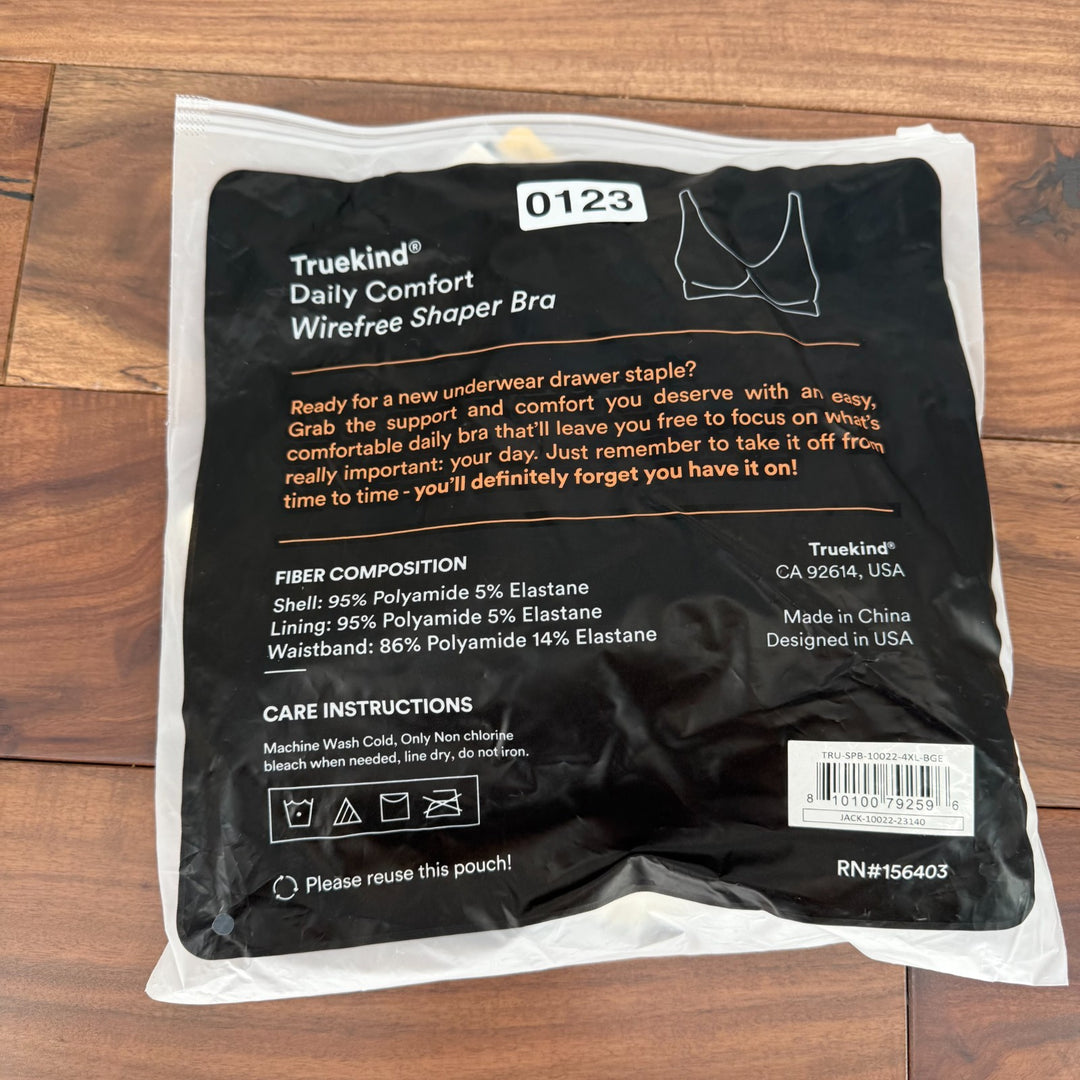 0123
Truekind®
Daily Comfort
Wirefree Shaper Bra
Ready for a new underwear drawer staple?
Grab the support and comfort you deserve with an easy,
comfortable daily bra that'll leave you free to focus on what's
really important: your day. Just remember to take it off from
time to time - you'll definitely forget you have it on!
FIBER COMPOSITION
Shell: 95% Polyamide 5% Elastane
Lining: 95% Polyamide 5% Elastane
Waistband: 86% Polyamide 14% Elastane
Truekind®
CA 92614, USA
Made in China
Designed in USA
CARE INSTRUCTIONS
Machine Wash Cold, Only Non chlorine
bleach when needed, line dry, do not iron.
Please reuse this pouch!
TRU-SPB-10022-4XL-BGE
8 10100 79259 6
JACK-10022-23140
RN#156403